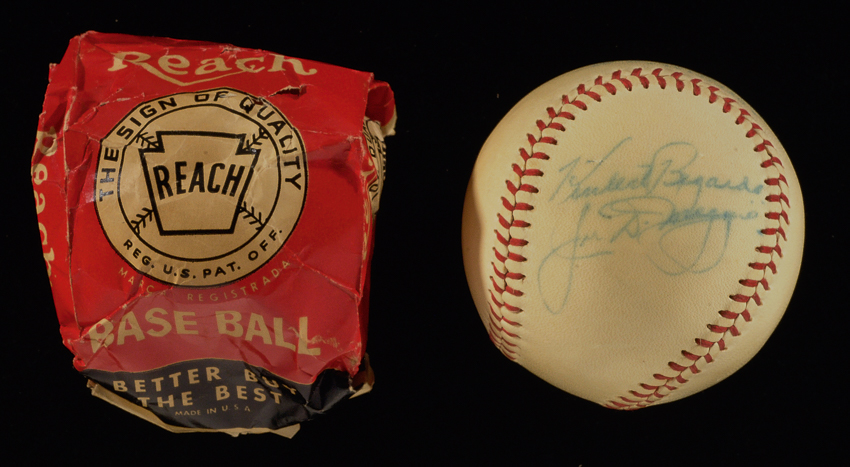 Reach
THE SIGN OF QUALITY
REACH
REG. U.S. PAT. OFF.
MARCA REGISTRADA
BASE BALL
BETTER BUY
THE BEST
MADE IN U S A
Reach
Kindest Regards
Joe DiMaggio